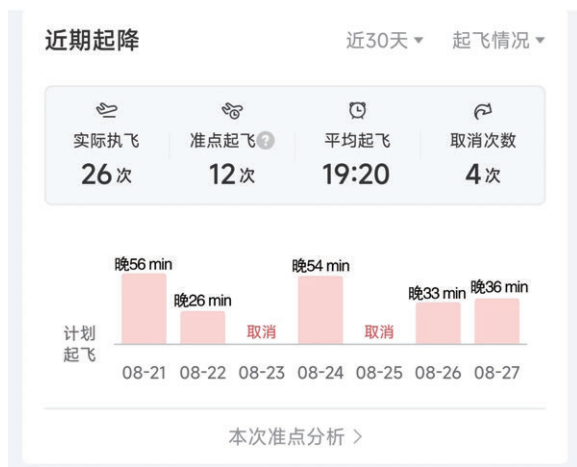 近期起降 近30天 起飞情况
实际执飞 准点起飞? 平均起飞 取消次数
26次 12次 19:20 4次
晚56 min 晚54 min
晚26 min 晚33 min 晚36 min
计划起飞 取消 取消
08-21 08-22 08-23 08-24 08-25 08-26 08-27
本次准点分析 >